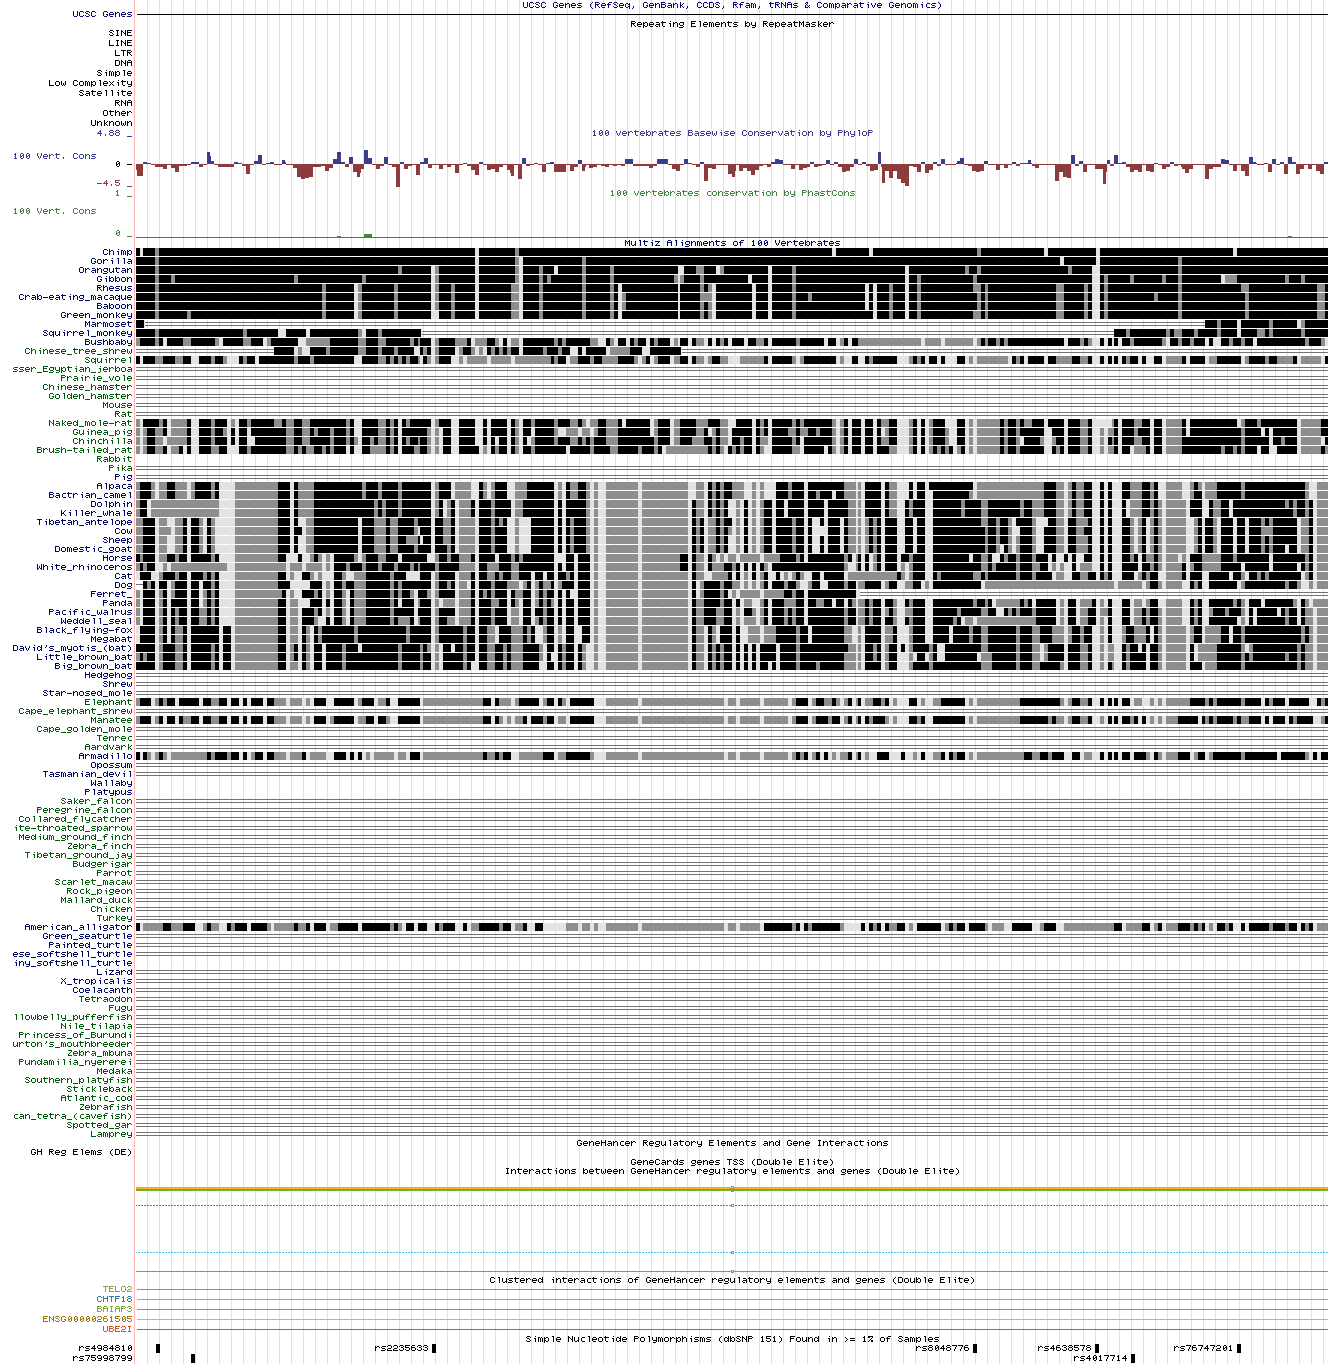 UCSC Genes (RefSeq, GenBank, CCDS, Rfam, tRNAs & Comparative Genomics)
UCSC Genes
Repeating Elements by RepeatMasker
SINE
LINE
LTR
DNA
Simple
Low Complexity
Satellite
RNA
Other
Unknown
4.88 _
100 vertebrates Basewise Conservation by PhyloP
100 Vert. Cons
0 _
-4.5 _
1 _
100 vertebrates conservation by PhastCons
100 Vert. Cons
0 _
Multiz Alignments of 100 Vertebrates
Chimp
Gorilla
Orangutan
Gibbon
Rhesus
Crab-eating_macaque
Baboon
Green_monkey
Marmoset
Squirrel_monkey
Bushbaby
Chinese_tree_shrew
Squirrel
sser_Egyptian_jerboa
Prairie_vole
Chinese_hamster
Golden_hamster
Mouse
Rat
Naked_mole-rat
Guinea_pig
Chinchilla
Brush-tailed_rat
Rabbit
Pika
Pig
Alpaca
Bactrian_camel
Dolphin
Killer_whale
Tibetan_antelope
Cow
Sheep
Domestic_goat
Horse
White_rhinoceros
Cat
Dog
Ferret_
Panda
Pacific_walrus
Weddell_seal
Black_flying-fox
Megabat
David's_myotis_(bat)
Little_brown_bat
Big_brown_bat
Hedgehog
Shrew
Star-nosed_mole
Elephant
Cape_elephant_shrew
Manatee
Cape_golden_mole
Tenrec
Aardvark
Armadillo
Opossum
Tasmanian_devil
Wallaby
Platypus
Saker_falcon
Peregrine_falcon
Collared_flycatcher
ite-throated_sparrow
Medium_ground_finch
Zebra_finch
Tibetan_ground_jay
Budgerigar
Parrot
Scarlet_macaw
Rock_pigeon
Mallard_duck
Chicken
Turkey
American_alligator
Green_seaturtle
Painted_turtle
ese_softshell_turtle
iny_softshell_turtle
Lizard
X_tropicalis
Coelacanth
Tetraodon
Fugu
llowbelly_pufferfish
Nile_tilapia
Princess_of_Burundi
urton's_mouthbreeder
Zebra_mbuna
Pundamilia_nyererei
Medaka
Southern_platyfish
Stickleback
Atlantic_cod
Zebrafish
can_tetra_(cavefish)
Spotted_gar
Lamprey
GeneHancer Regulatory Elements and Gene Interactions
GH Reg Elems (DE)
GeneCards genes TSS (Double Elite)
Interactions between GeneHancer regulatory elements and genes (Double Elite)
Clustered interactions of GeneHancer regulatory elements and genes (Double Elite)
TELO2
CHTF18
BAIAP3
ENSG00000261505
UBE2I
Simple Nucleotide Polymorphisms (dbSNP 151) Found in >= 1% of Samples
rs4984810 rs2235633 rs8048776 rs4638578 rs76747201
rs75998799 rs4017714